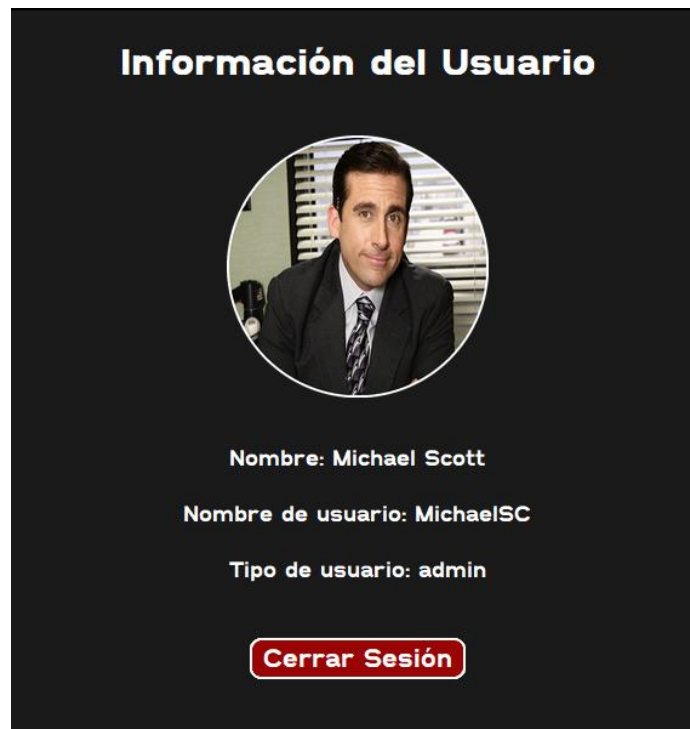 Información del Usuario
Nombre: Michael Scott
Nombre de usuario: MichaelSC
Tipo de usuario: admin
Cerrar Sesión